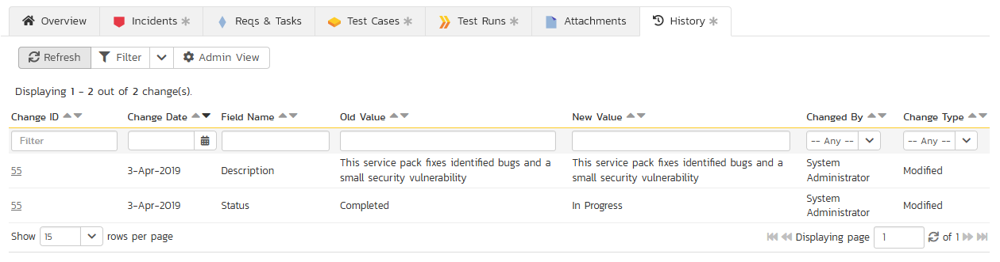 Overview Incidents Reqs & Tasks Test Cases Test Runs Attachments History
Refresh Filter Admin View
Displaying 1 - 2 out of 2 change(s).
Change ID Change Date Field Name Old Value New Value Changed By Change Type
Filter -- Any -- -- Any --
55 3-Apr-2019 Description This service pack fixes identified bugs and a small security vulnerability This service pack fixes identified bugs and a small security vulnerability System Administrator Modified
55 3-Apr-2019 Status Completed In Progress System Administrator Modified
Show 15 rows per page Displaying page 1 of 1